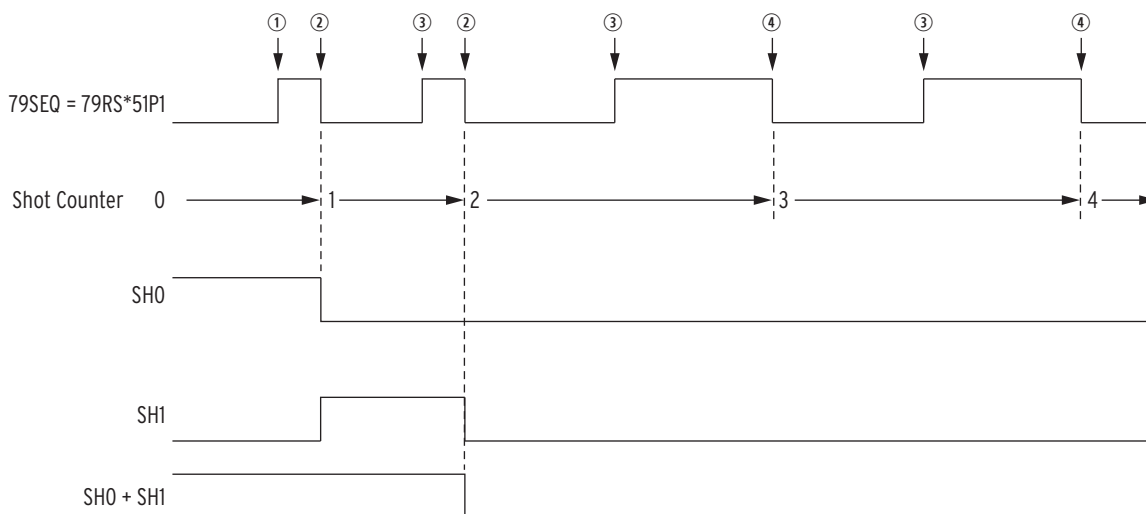 ① ② ③ ② ③ ④ ③ ④
79SEQ = 79RS*51P1
Shot Counter 0 1 2 3 4
SH0
SH1
SH0 + SH1